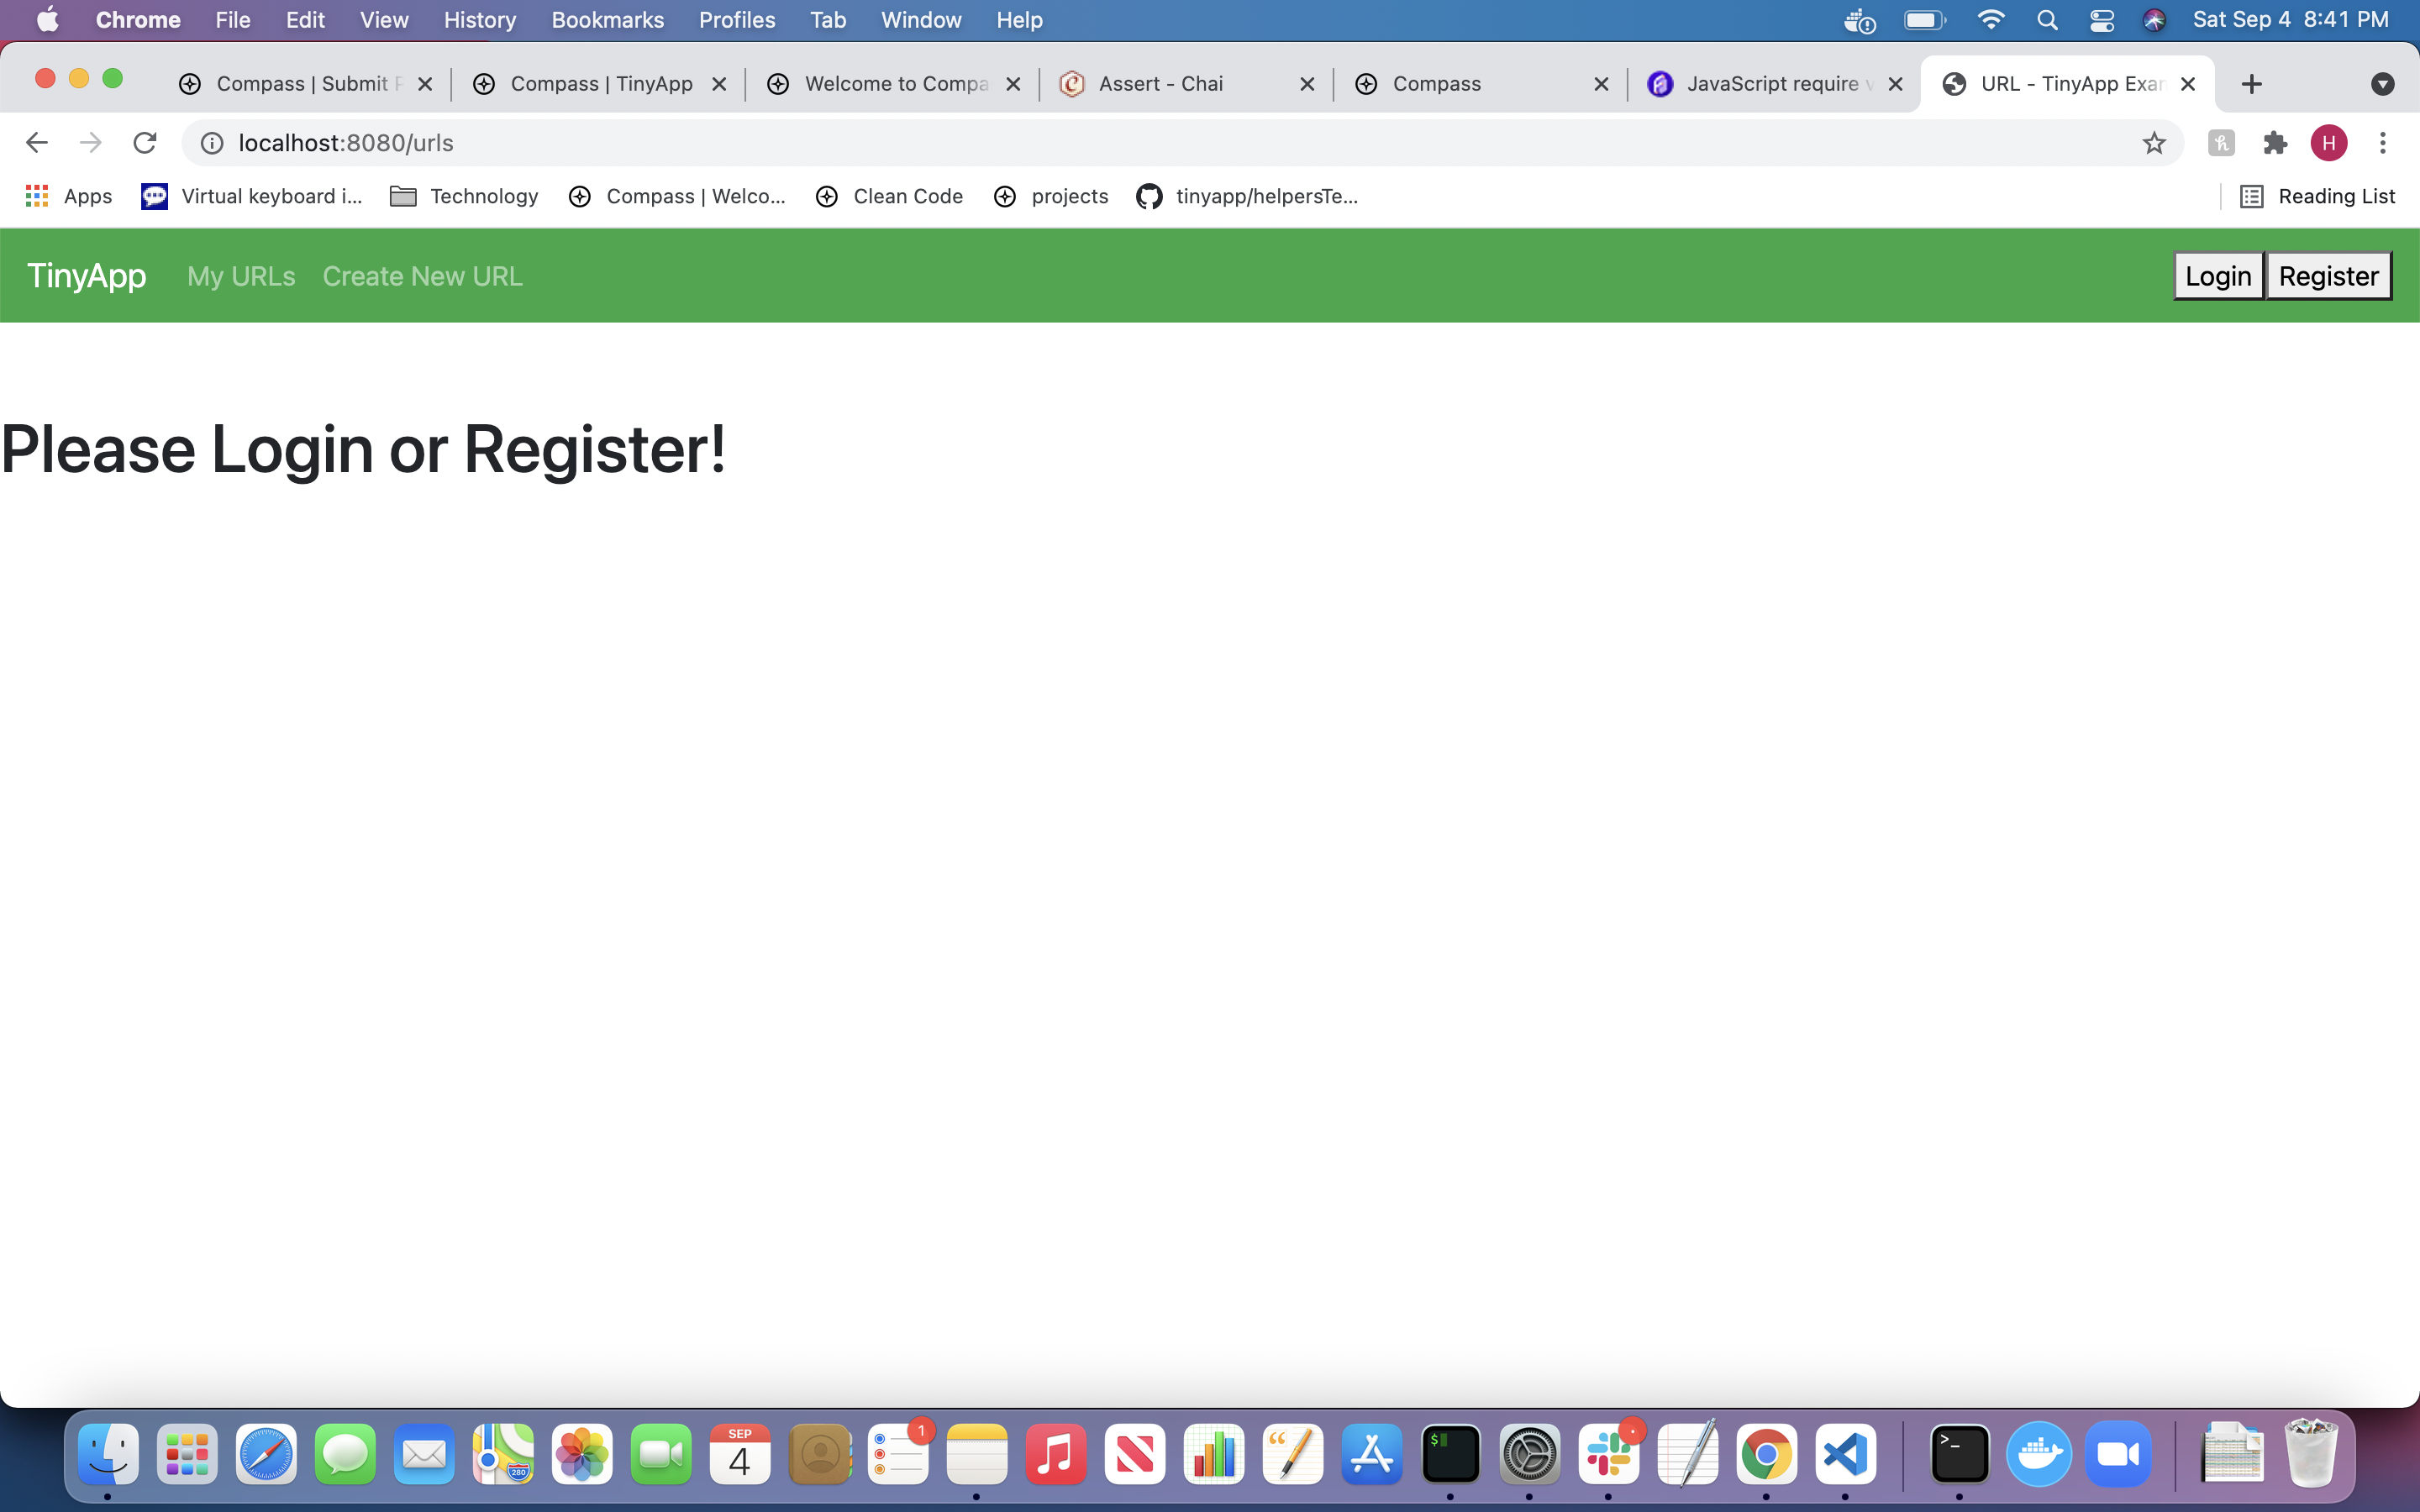 Chrome File Edit View History Bookmarks Profiles Tab Window Help Sat Sep 4 8:41 PM
Compass | Submit Compass | TinyApp Welcome to Compa Assert - Chai Compass JavaScript require URL - TinyApp Exa
localhost:8080/urls H
Apps Virtual keyboard i... Technology Compass | Welco... Clean Code projects tinyapp/helpersTe... Reading List
TinyApp My URLs Create New URL Login Register
Please Login or Register!
SEP 1
4
280